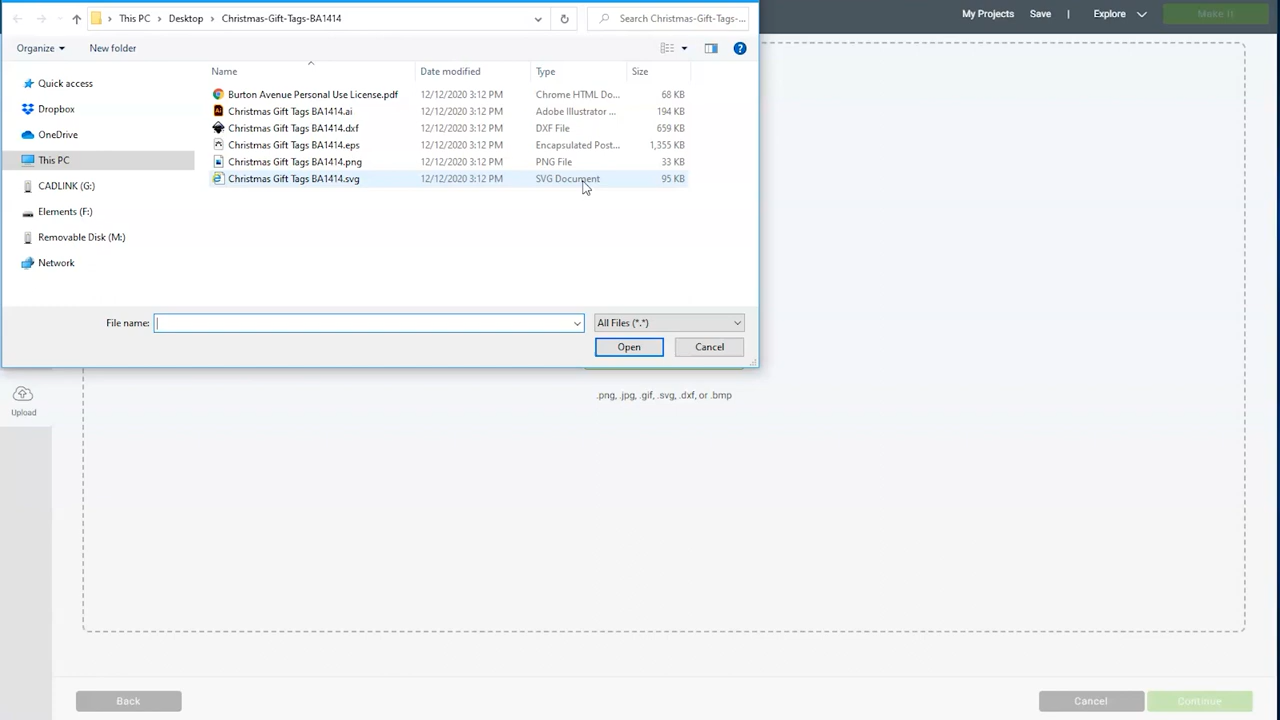 This PC > Desktop > Christmas-Gift-Tags-BA1414
Search Christmas-Gift-Tags-...
My Projects Save | Explore Make It
Organize New folder
Name Date modified Type Size
Quick access
Dropbox
OneDrive
This PC
CADLINK (G:)
Elements (F:)
Removable Disk (M:)
Network
Burton Avenue Personal Use License.pdf 12/12/2020 3:12 PM Chrome HTML Do... 68 KB
Christmas Gift Tags BA1414.ai 12/12/2020 3:12 PM Adobe Illustrator ... 194 KB
Christmas Gift Tags BA1414.dxf 12/12/2020 3:12 PM DXF File 659 KB
Christmas Gift Tags BA1414.eps 12/12/2020 3:12 PM Encapsulated Post... 1,355 KB
Christmas Gift Tags BA1414.png 12/12/2020 3:12 PM PNG File 33 KB
Christmas Gift Tags BA1414.svg 12/12/2020 3:12 PM SVG Document 95 KB
File name: All Files (*.*)
Open Cancel
Upload
.png, .jpg, .gif, .svg, .dxf, or .bmp
Back Cancel Continue